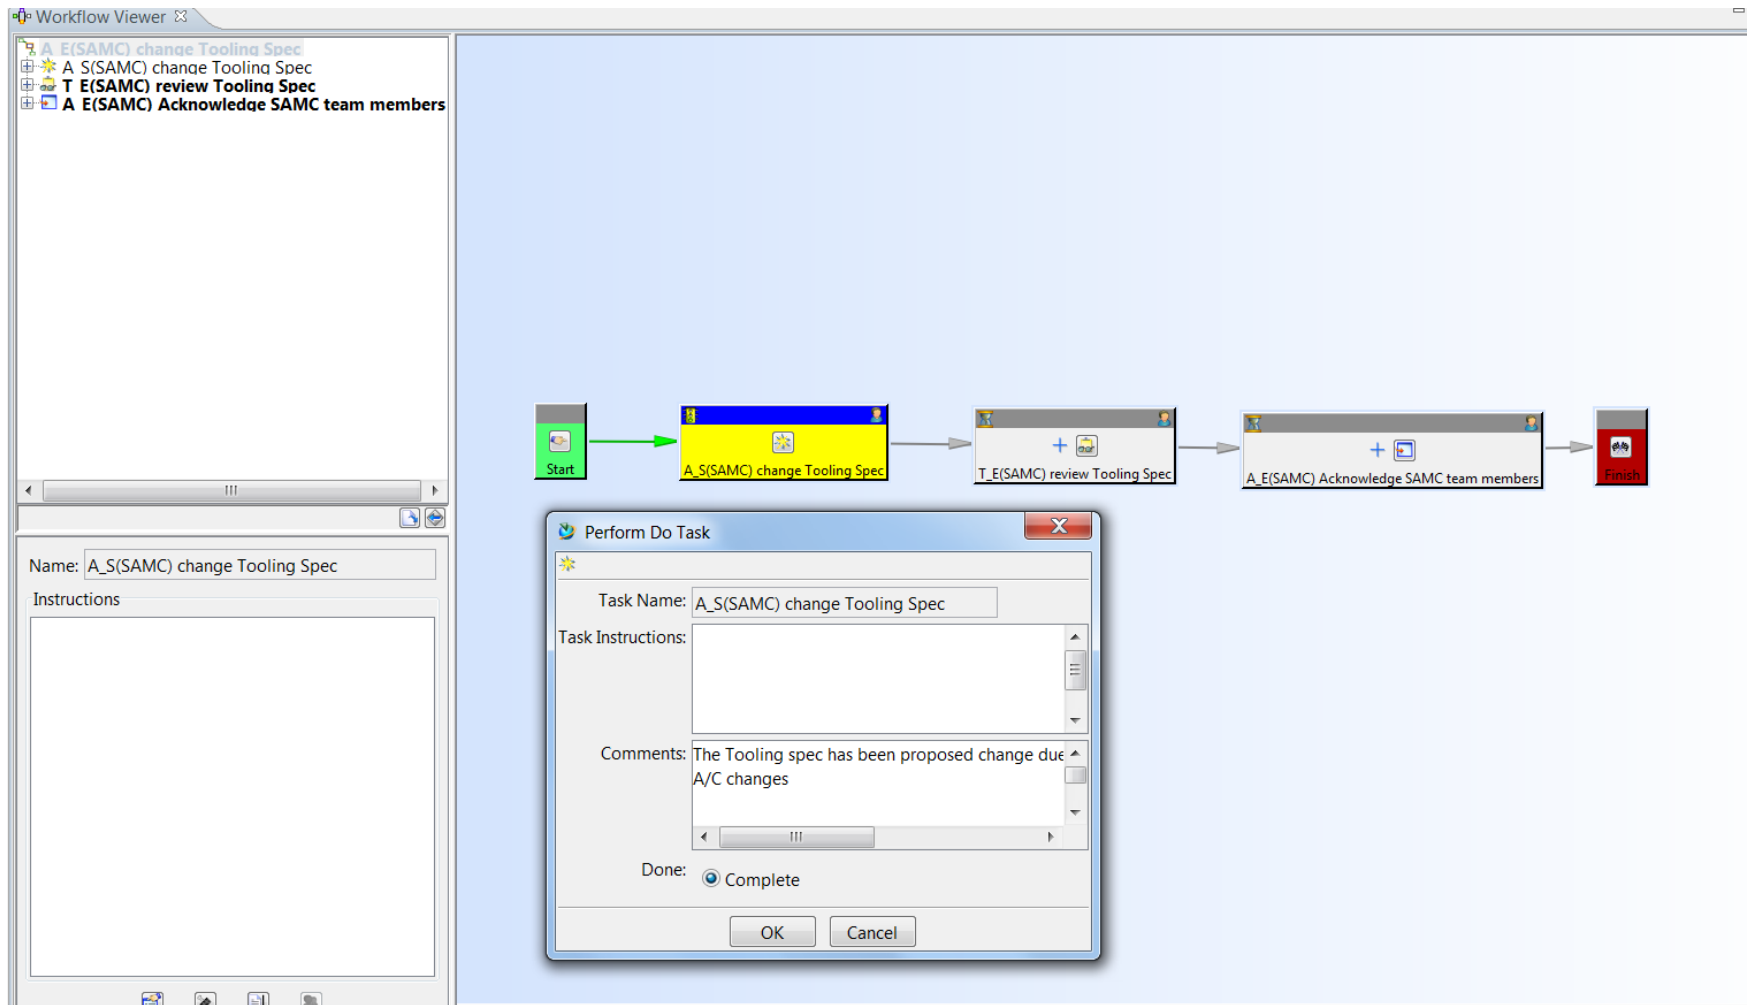 Workflow Viewer
A_E(SAMC) change Tooling Spec
A_S(SAMC) change Tooling Spec
T_E(SAMC) review Tooling Spec
A_E(SAMC) Acknowledge SAMC team members
Start
A_S(SAMC) change Tooling Spec
T_E(SAMC) review Tooling Spec
A_E(SAMC) Acknowledge SAMC team members
Finish
Name: A_S(SAMC) change Tooling Spec
Instructions
Perform Do Task
Task Name: A_S(SAMC) change Tooling Spec
Task Instructions:
Comments: The Tooling spec has been proposed change due
A/C changes
Done: Complete
OK Cancel